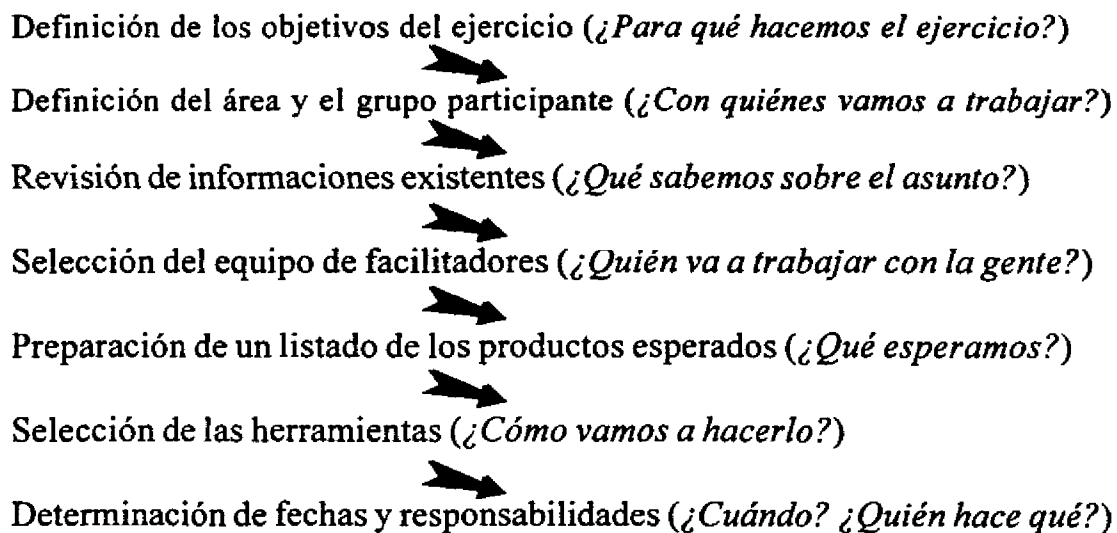 Definición de los objetivos del ejercicio (¿Para qué hacemos el ejercicio?)
Definición del área y el grupo participante (¿Con quiénes vamos a trabajar?)
Revisión de informaciones existentes (¿Qué sabemos sobre el asunto?)
Selección del equipo de facilitadores (¿Quién va a trabajar con la gente?)
Preparación de un listado de los productos esperados (¿Qué esperamos?)
Selección de las herramientas (¿Cómo vamos a hacerlo?)
Determinación de fechas y responsabilidades (¿Cuándo? ¿Quién hace qué?)